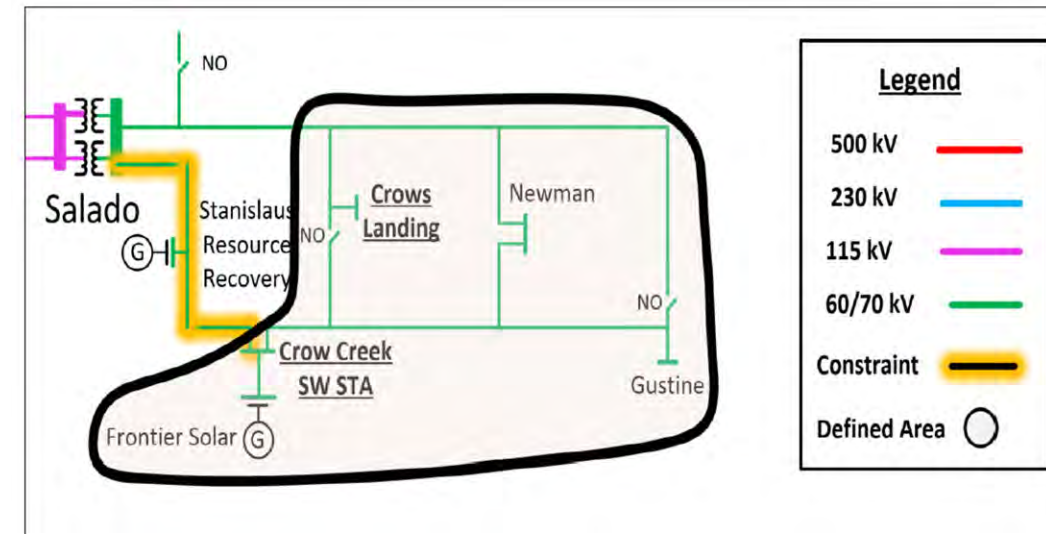 NO
Salado
Stanislaus
Resource
Recovery
G
NO
Crows
Landing
Newman
NO
Crow Creek
SW STA
Gustine
Frontier Solar
G
Legend
500 kV
230 kV
115 kV
60/70 kV
Constraint
Defined Area